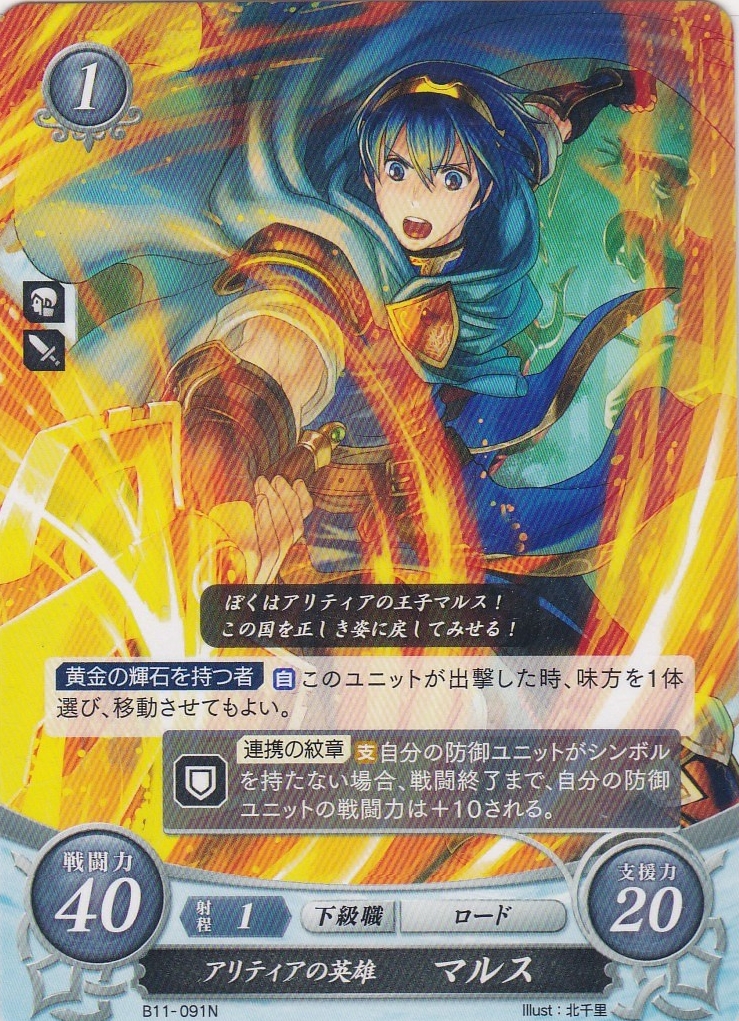 1
ぼくはアリティアの王子マルス！
この国を正しき姿に戻してみせる！
黄金の輝石を持つ者 自 このユニットが出撃した時、味方を1体
選び、移動させてもよい。
連携の紋章 支 自分の防御ユニットがシンボル
を持たない場合、戦闘終了まで、自分の防御
ユニットの戦闘力は＋10される。
戦闘力
40
射程 1 下級職 ロード
支援力
20
アリティアの英雄 マルス
B11-091N
Illust：北千里